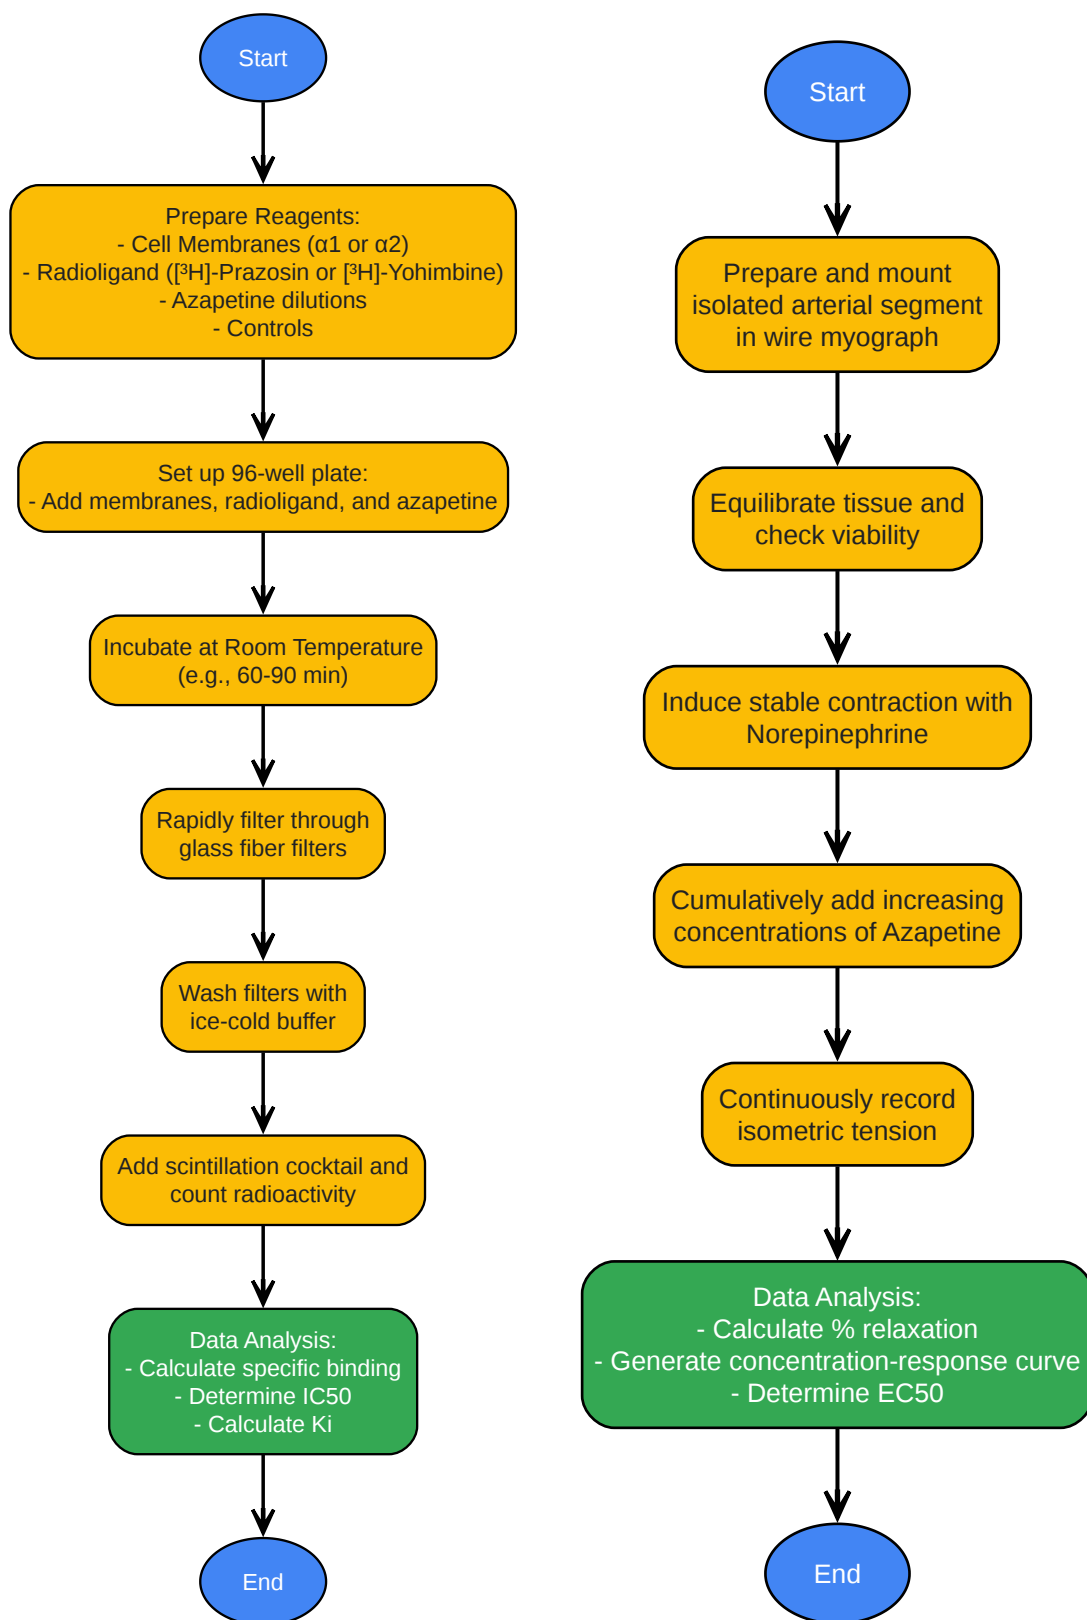 Start
Prepare Reagents:
- Cell Membranes (α1 or α2)
- Radioligand ([³H]-Prazosin or [³H]-Yohimbine)
- Azapetine dilutions
- Controls
Set up 96-well plate:
- Add membranes, radioligand, and azapetine
Incubate at Room Temperature
(e.g., 60-90 min)
Rapidly filter through
glass fiber filters
Wash filters with
ice-cold buffer
Add scintillation cocktail and
count radioactivity
Data Analysis:
- Calculate specific binding
- Determine IC50
- Calculate Ki
End
Start
Prepare and mount
isolated arterial segment
in wire myograph
Equilibrate tissue and
check viability
Induce stable contraction with
Norepinephrine
Cumulatively add increasing
concentrations of Azapetine
Continuously record
isometric tension
Data Analysis:
- Calculate % relaxation
- Generate concentration-response curve
- Determine EC50
End